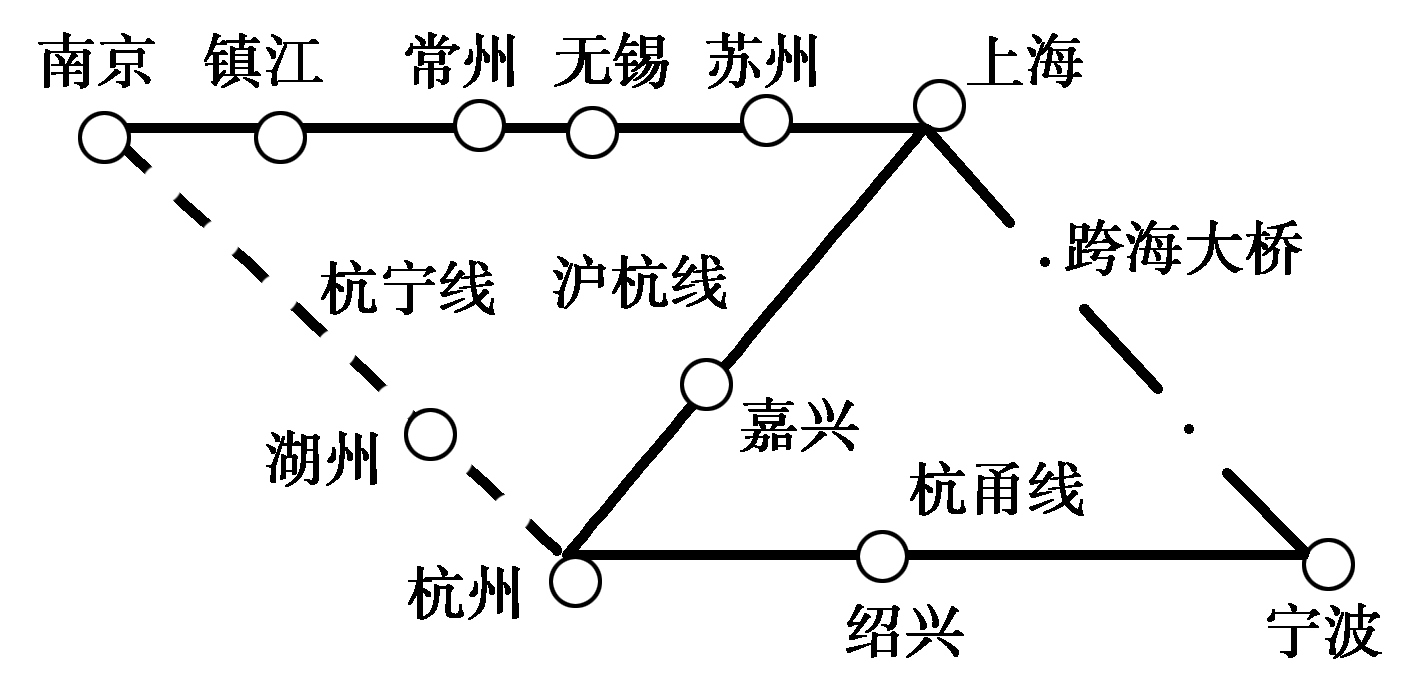 南京 镇江 常州 无锡 苏州 上海
跨海大桥
杭宁线 沪杭线
嘉兴
湖州
杭甬线
杭州
绍兴 宁波